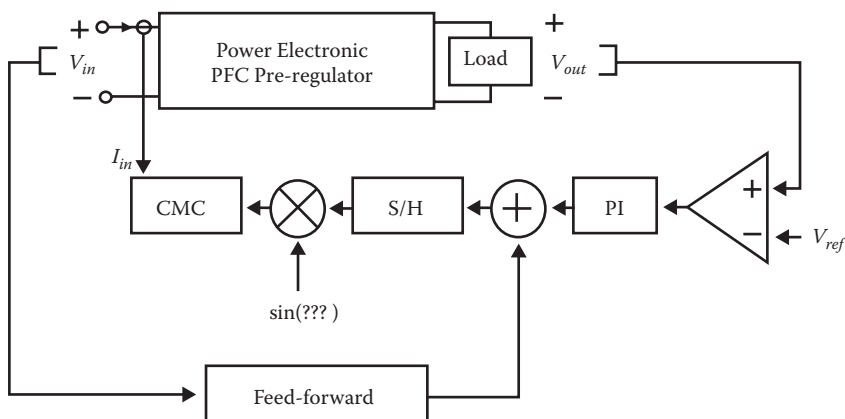 +
Power Electronic
PFC Pre-regulator
Load
+
V_in
V_out
−
−
I_in
CMC
S/H
+
PI
+
−
V_ref
sin(???)
Feed-forward